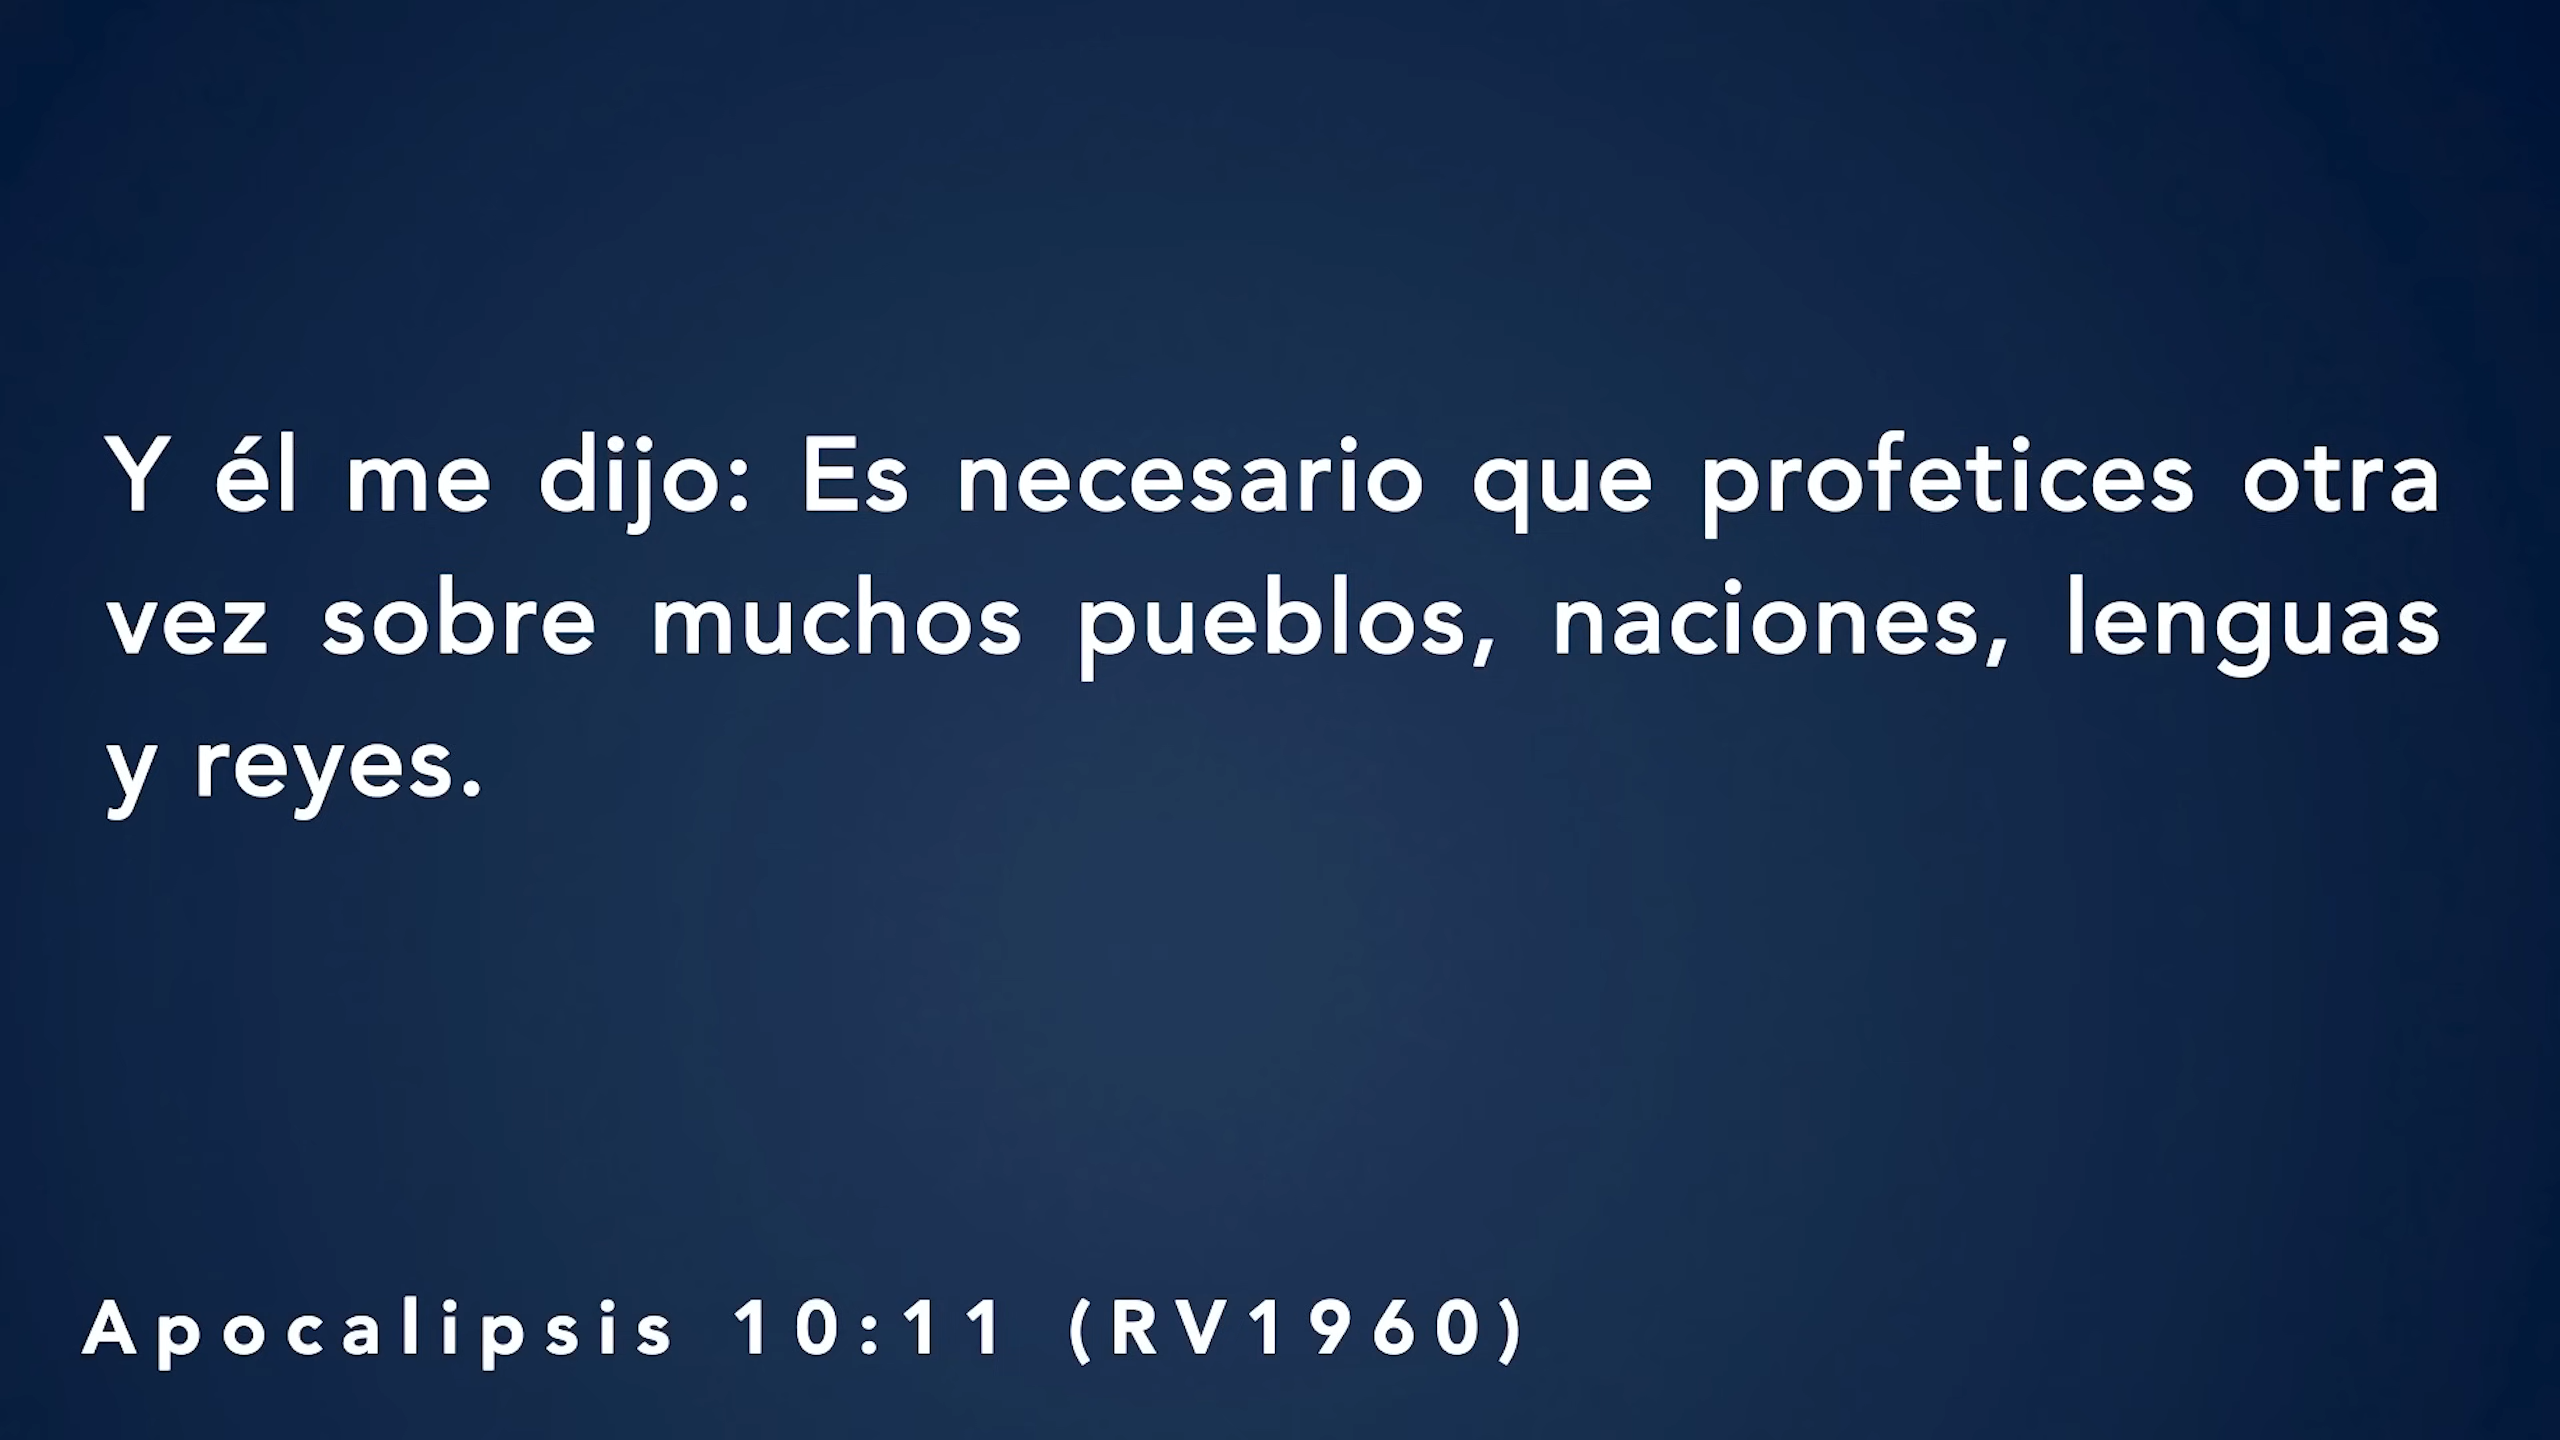 Y él me dijo: Es necesario que profetices otra
vez sobre muchos pueblos, naciones, lenguas
y reyes.
Apocalipsis 10:11 (RV1960)